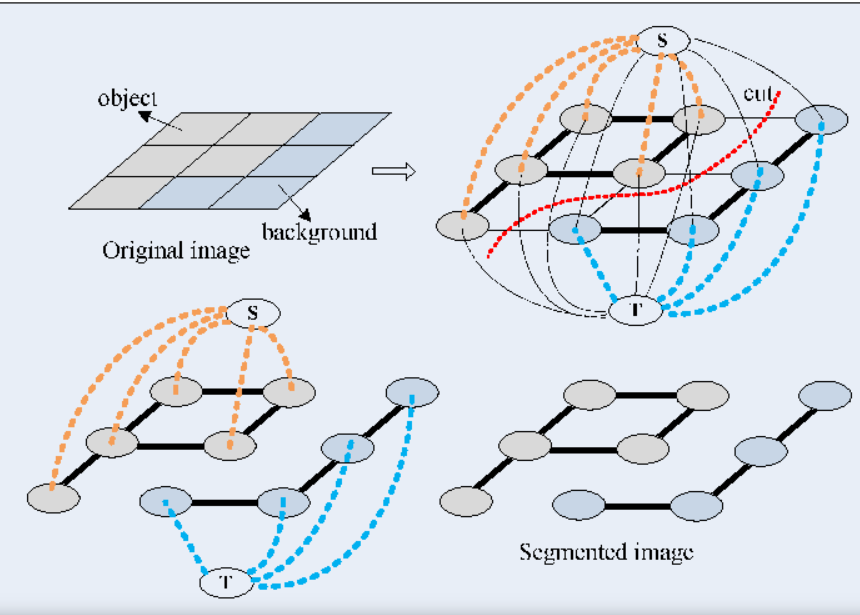 S
cut
object
background
Original image
T
S
T
Segmented image